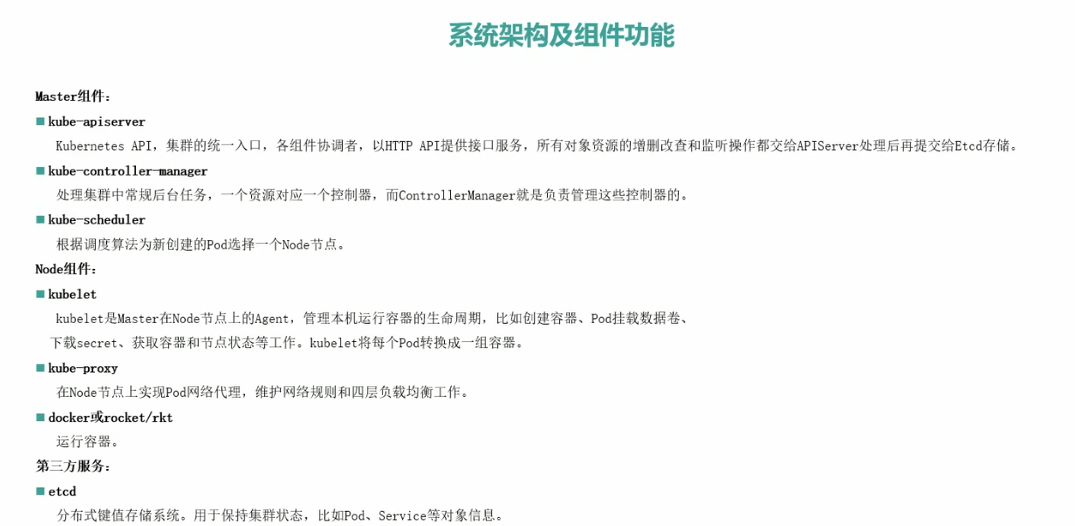 系统架构及组件功能
Master组件：
kube-apiserver
Kubernetes API，集群的统一入口，各组件协调者，以HTTP API提供接口服务，所有对象资源的增删改查和监听操作都交给APIServer处理后再提交给Etcd存储。
kube-controller-manager
处理集群中常规后台任务，一个资源对应一个控制器，而ControllerManager就是负责管理这些控制器的。
kube-scheduler
根据调度算法为新创建的Pod选择一个Node节点。
Node组件：
kubelet
kubelet是Master在Node节点上的Agent，管理本机运行容器的生命周期，比如创建容器、Pod挂载数据卷、
下载secret、获取容器和节点状态等工作。kubelet将每个Pod转换成一组容器。
kube-proxy
在Node节点上实现Pod网络代理，维护网络规则和四层负载均衡工作。
docker或rocket/rkt
运行容器。
第三方服务：
etcd
分布式键值存储系统。用于保持集群状态，比如Pod、Service等对象信息。